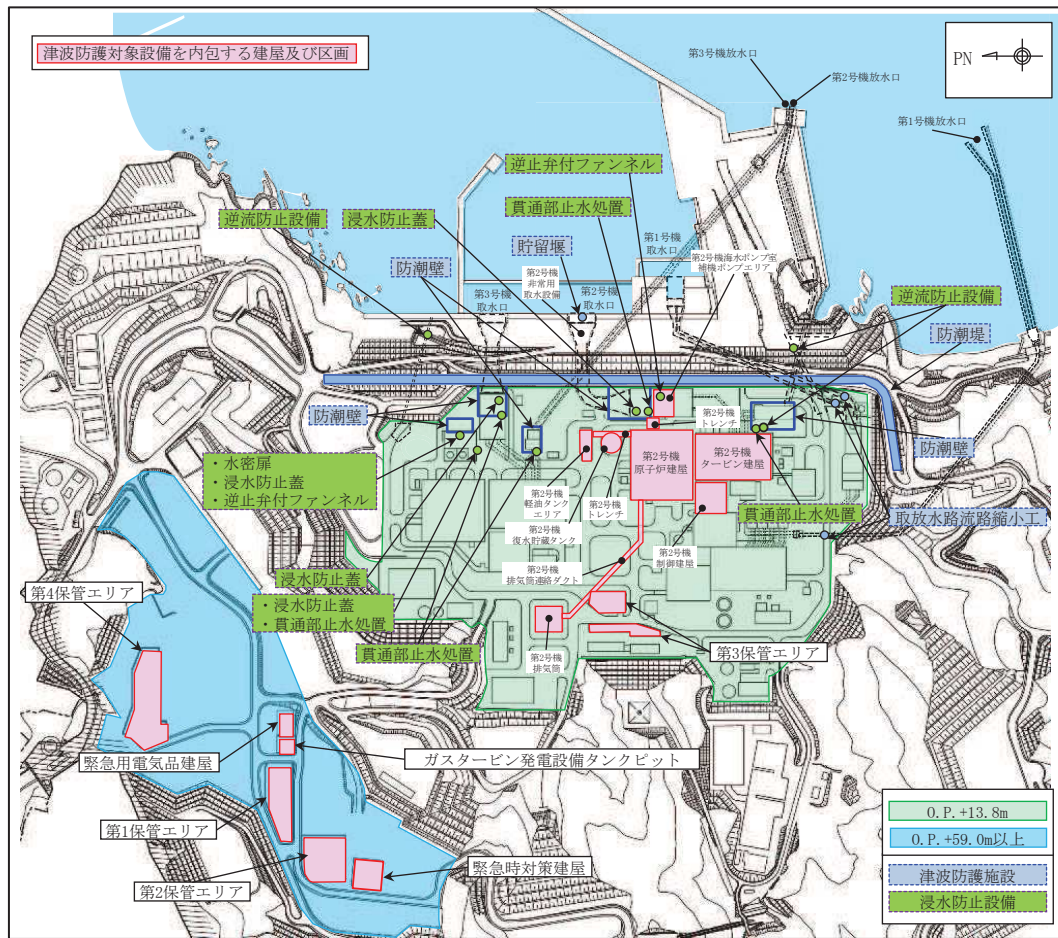 津波防護対象設備を内包する建屋及び区画
PN
第3号機放水口
第2号機放水口
第1号機放水口
逆止弁付ファンネル
貫通部止水処置
逆流防止設備
浸水防止蓋
防潮壁
貯留堰
第1号機
取水口
第2号機海水ポンプ室
補機ポンプエリア
第2号機
非常用
取水設備
第2号機
取水口
第3号機
取水口
逆流防止設備
防潮堤
防潮壁
防潮壁
第2号機
トレンチ
第2号機
原子炉建屋
第2号機
タービン建屋
・水密扉
・浸水防止蓋
・逆止弁付ファンネル
第2号機
軽油タンク
エリア
第2号機
トレンチ
第2号機
復水貯蔵タンク
貫通部止水処置
取放水路流路縮小工
第2号機
制御建屋
第2号機
排気筒連絡ダクト
浸水防止蓋
・浸水防止蓋
・貫通部止水処置
貫通部止水処置
第4保管エリア
第2号機
排気筒
第3保管エリア
緊急用電気品建屋
ガスタービン発電設備タンクピット
第1保管エリア
第2保管エリア
緊急時対策建屋
O.P.+13.8m
O.P.+59.0m以上
津波防護施設
浸水防止設備